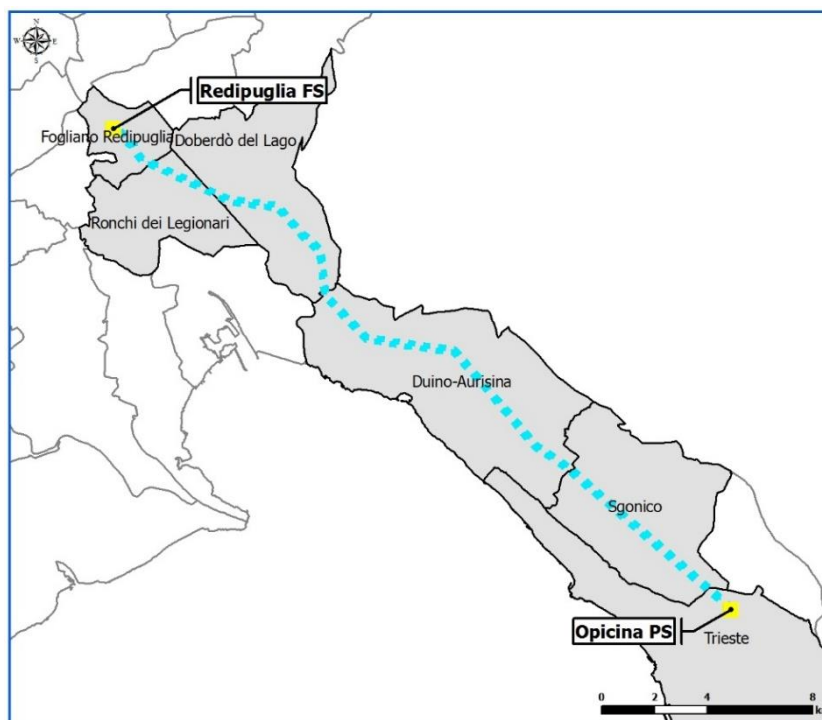 N
W
E
S
Redipuglia FS
Fogliano Redipuglia
Doberdò del Lago
Ronchi dei Legionari
Duino-Aurisina
Sgonico
Opicina PS
Trieste
0 2 4 8